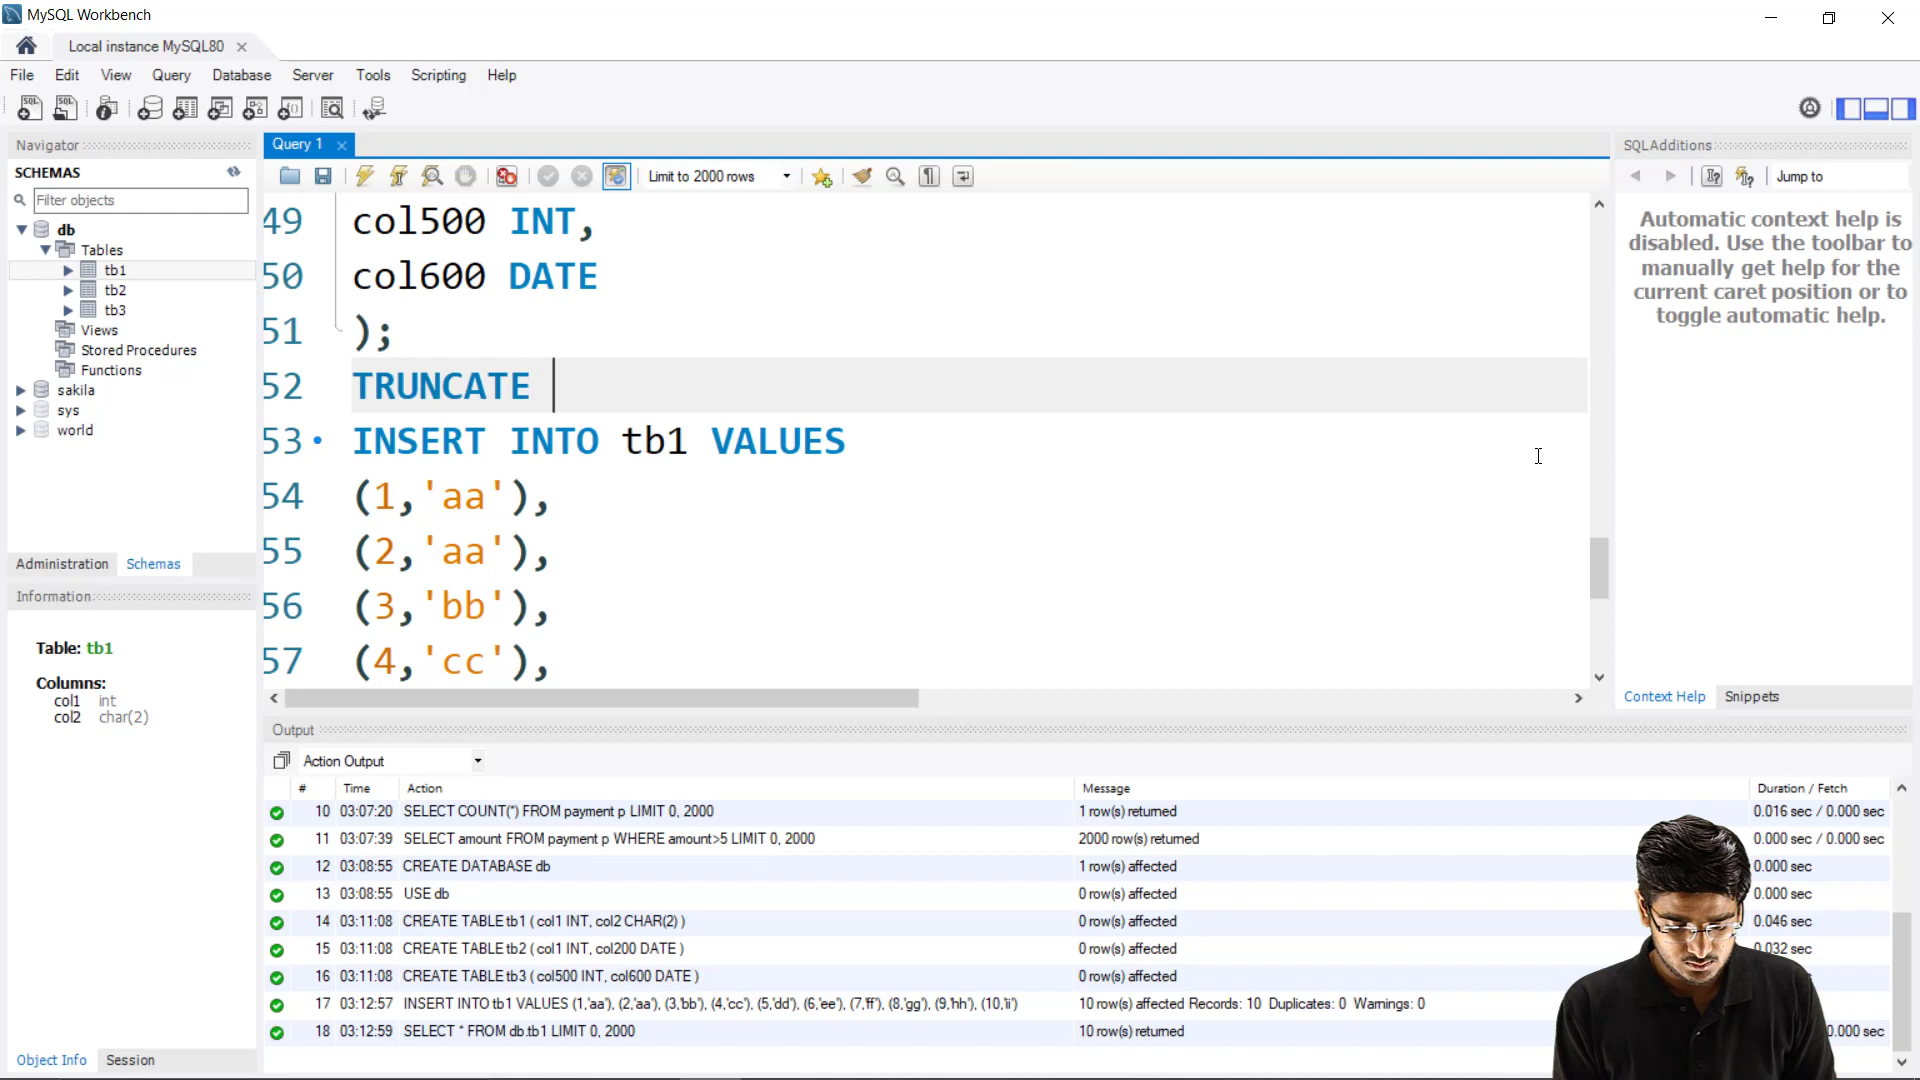 MySQL Workbench
Local instance MySQL80
File Edit View Query Database Server Tools Scripting Help
Navigator
SCHEMAS
Filter objects
db
Tables
tb1
tb2
tb3
Views
Stored Procedures
Functions
sakila
sys
world
Administration Schemas
Information
Table: tb1
Columns:
col1 int
col2 char(2)
Object Info Session
Query 1
Limit to 2000 rows
49 col500 INT,
50 col600 DATE
51 );
52 TRUNCATE
53 INSERT INTO tb1 VALUES
54 (1,'aa'),
55 (2,'aa'),
56 (3,'bb'),
57 (4,'cc'),
SQLAdditions
Jump to
Automatic context help is
disabled. Use the toolbar to
manually get help for the
current caret position or to
toggle automatic help.
Context Help Snippets
Output
Action Output
# Time Action Message Duration / Fetch
10 03:07:20 SELECT COUNT(*) FROM payment p LIMIT 0, 2000 1 row(s) returned 0.016 sec / 0.000 sec
11 03:07:39 SELECT amount FROM payment p WHERE amount>5 LIMIT 0, 2000 2000 row(s) returned 0.000 sec / 0.000 sec
12 03:08:55 CREATE DATABASE db 1 row(s) affected 0.000 sec
13 03:08:55 USE db 0 row(s) affected 0.000 sec
14 03:11:08 CREATE TABLE tb1 ( col1 INT, col2 CHAR(2) ) 0 row(s) affected 0.046 sec
15 03:11:08 CREATE TABLE tb2 ( col1 INT, col200 DATE ) 0 row(s) affected 0.032 sec
16 03:11:08 CREATE TABLE tb3 ( col500 INT, col600 DATE ) 0 row(s) affected
17 03:12:57 INSERT INTO tb1 VALUES (1,'aa'), (2,'aa'), (3,'bb'), (4,'cc'), (5,'dd'), (6,'ee'), (7,'ff'), (8,'gg'), (9,'hh'), (10,'ii') 10 row(s) affected Records: 10 Duplicates: 0 Warnings: 0
18 03:12:59 SELECT * FROM db.tb1 LIMIT 0, 2000 10 row(s) returned 0.000 sec